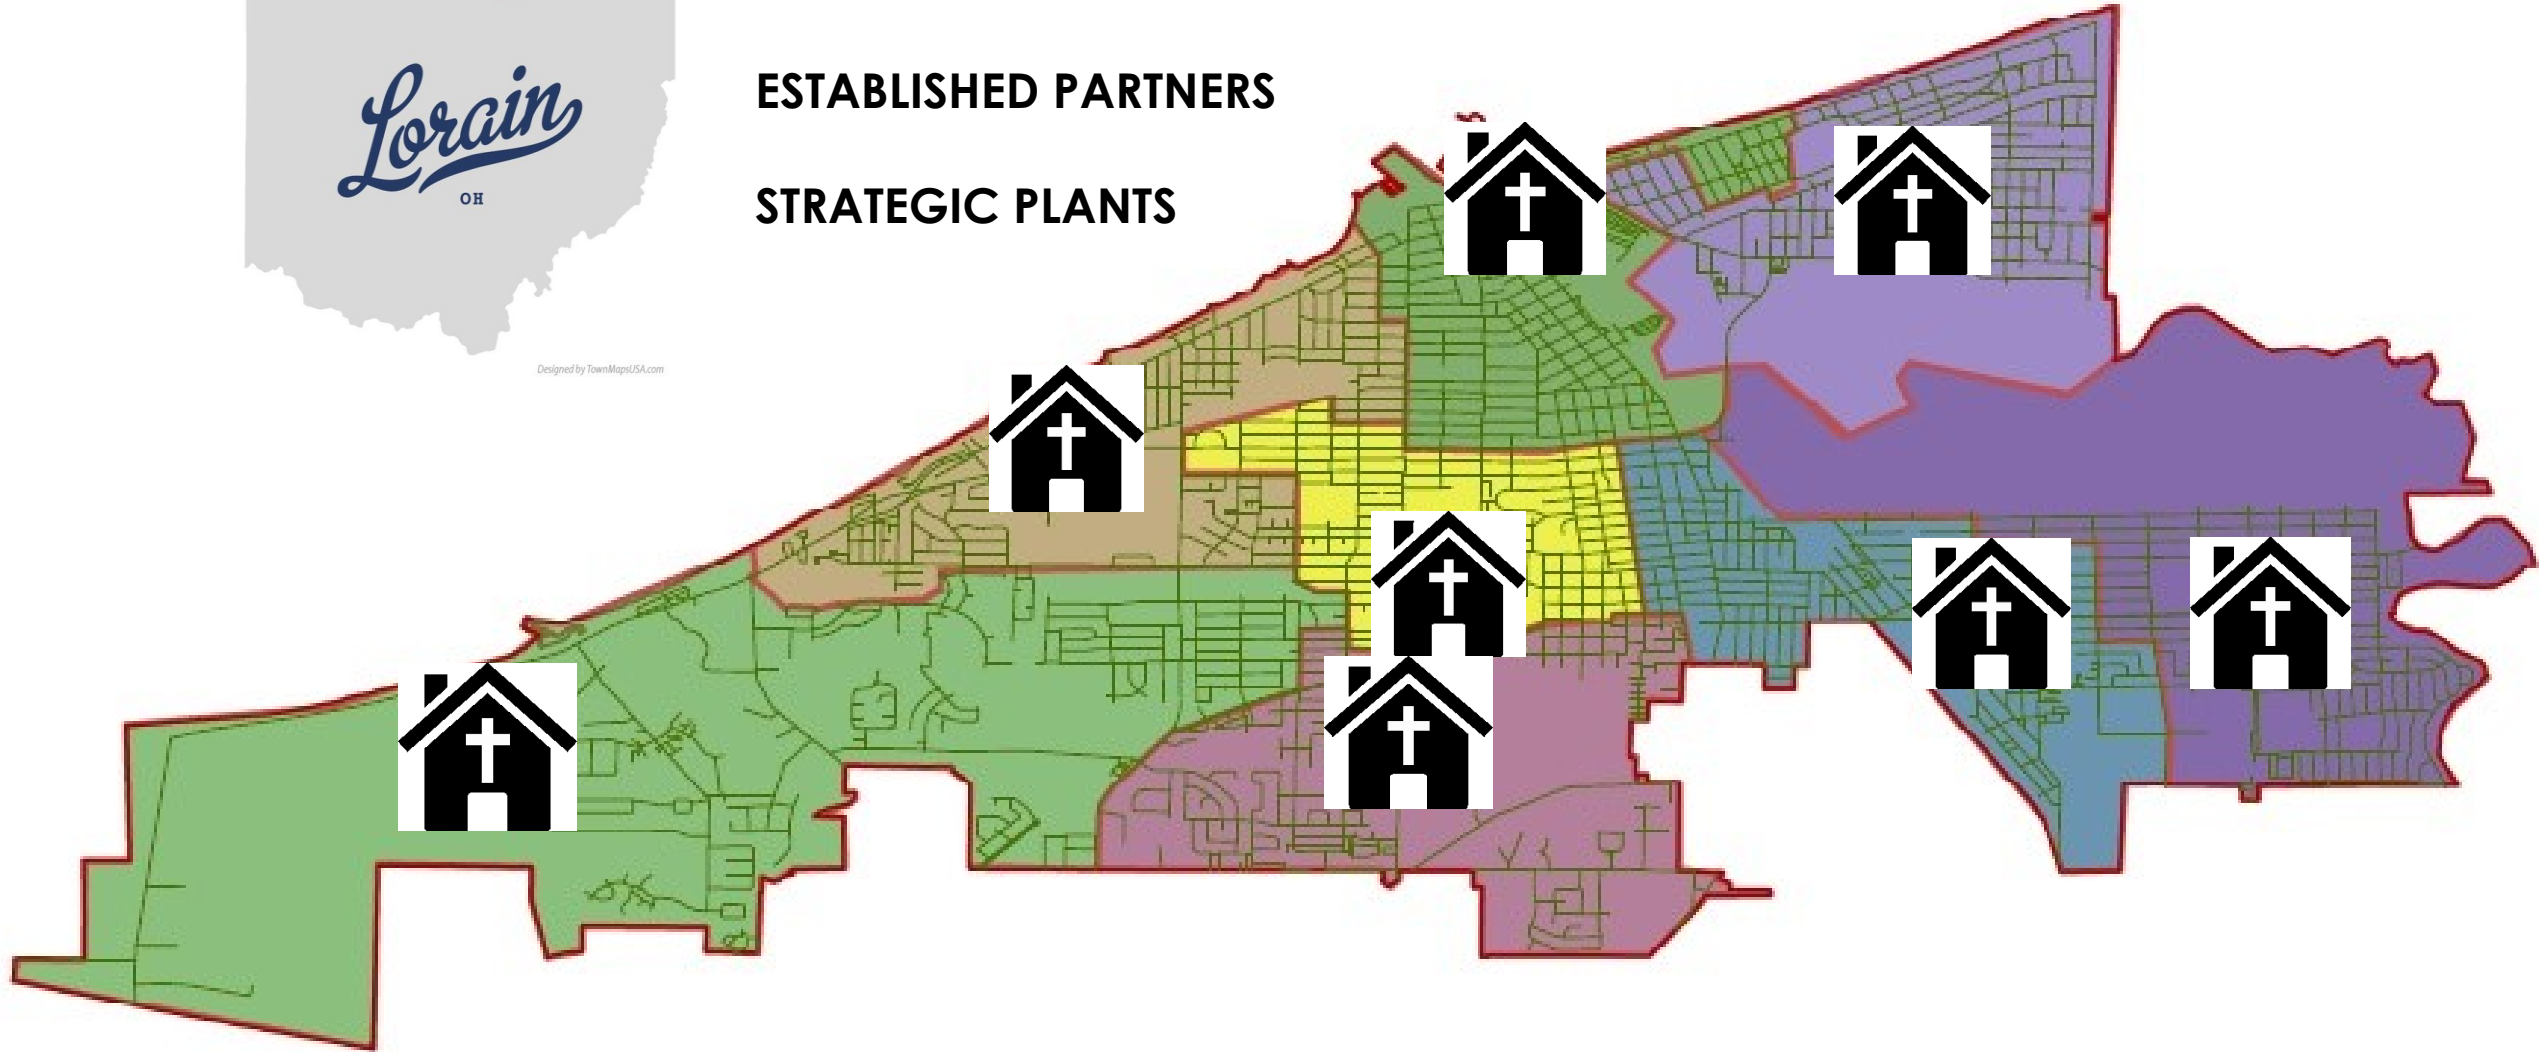 Lorain
OH
Designed by TownMapsUSA.com
ESTABLISHED PARTNERS
STRATEGIC PLANTS